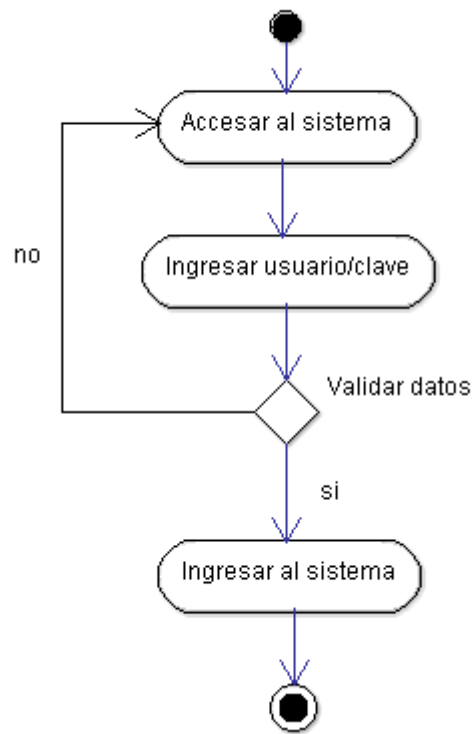 Accesar al sistema
no
Ingresar usuario/clave
Validar datos
si
Ingresar al sistema